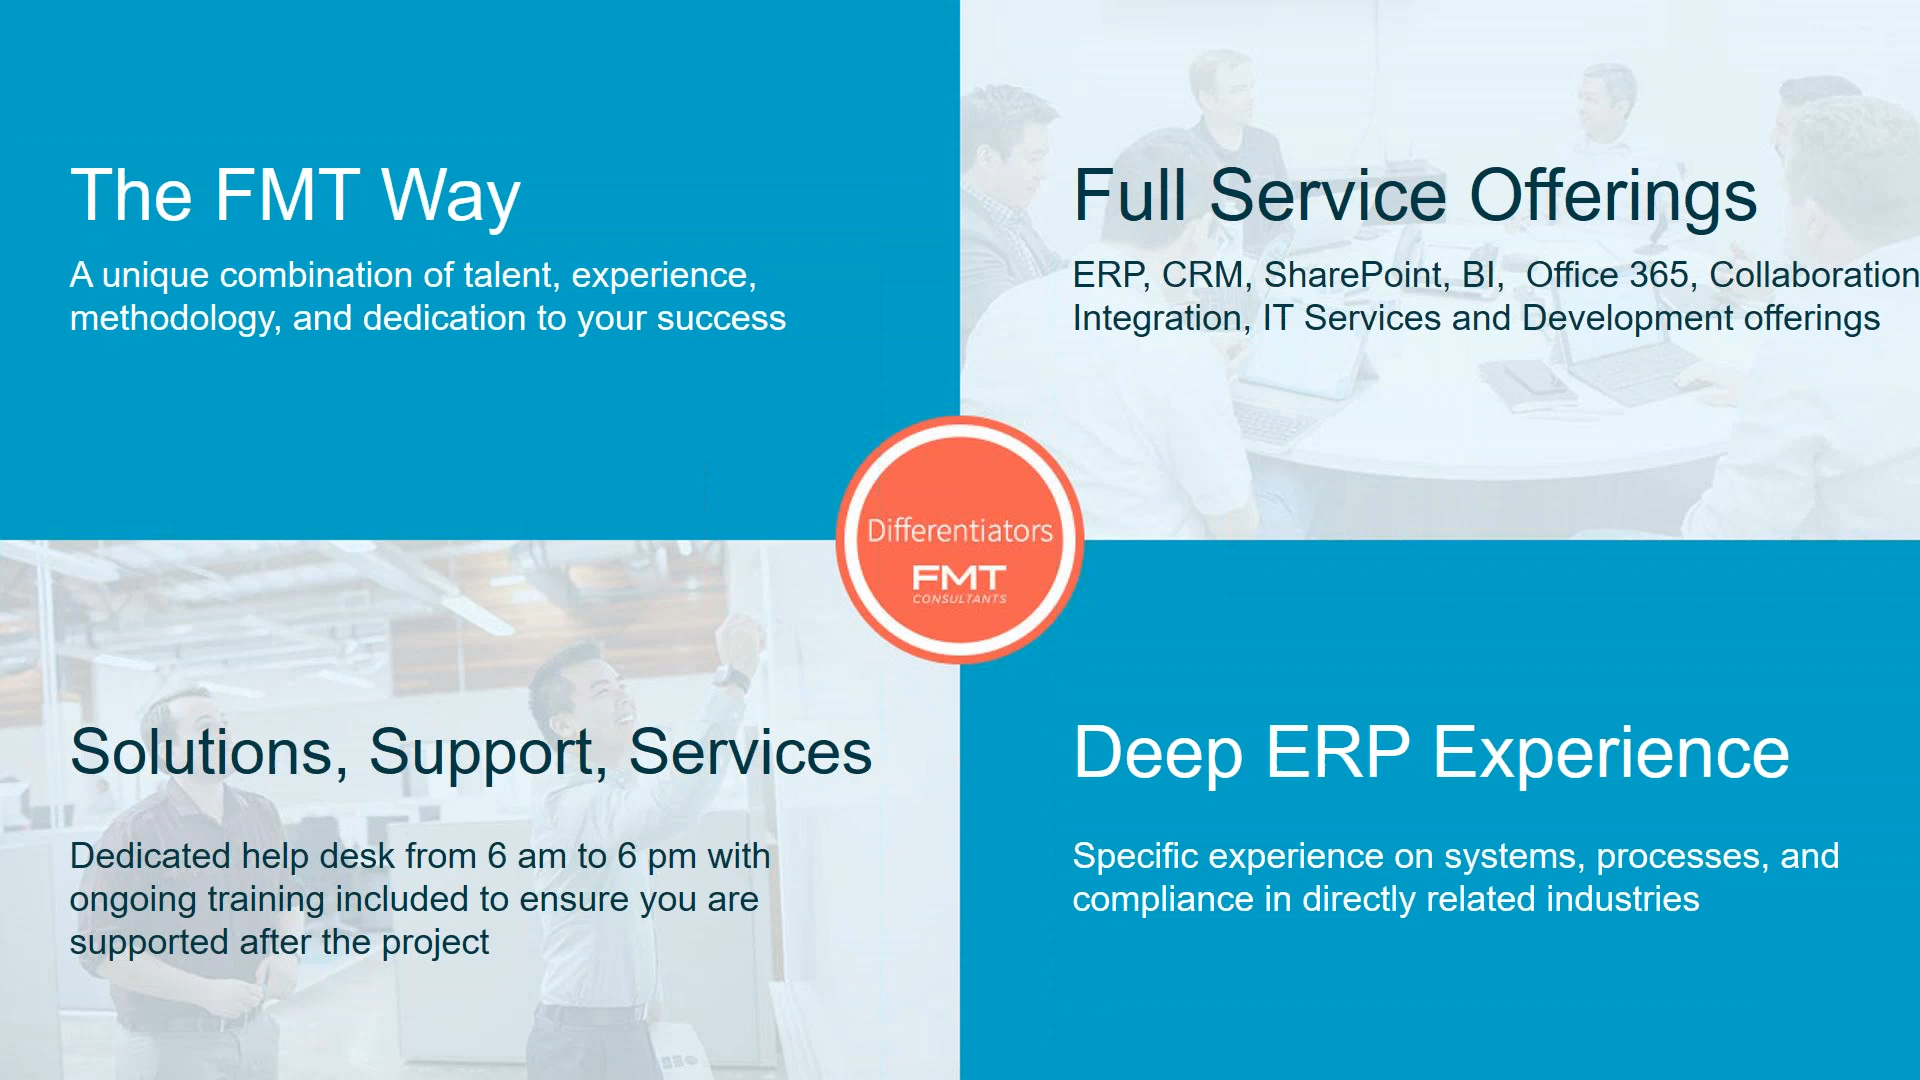 The FMT Way
A unique combination of talent, experience,
methodology, and dedication to your success
Full Service Offerings
ERP, CRM, SharePoint, BI,  Office 365, Collaboration
Integration, IT Services and Development offerings
Differentiators
FMT
CONSULTANTS
Solutions, Support, Services
Dedicated help desk from 6 am to 6 pm with
ongoing training included to ensure you are
supported after the project
Deep ERP Experience
Specific experience on systems, processes, and
compliance in directly related industries